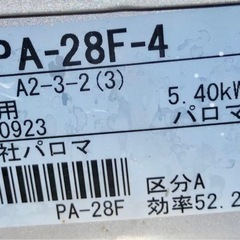 PA-28F-4
A2-3-2(3)
用 5.40kW
0923 パロマ
社パロマ
区分A
PA-28F 効率52.2